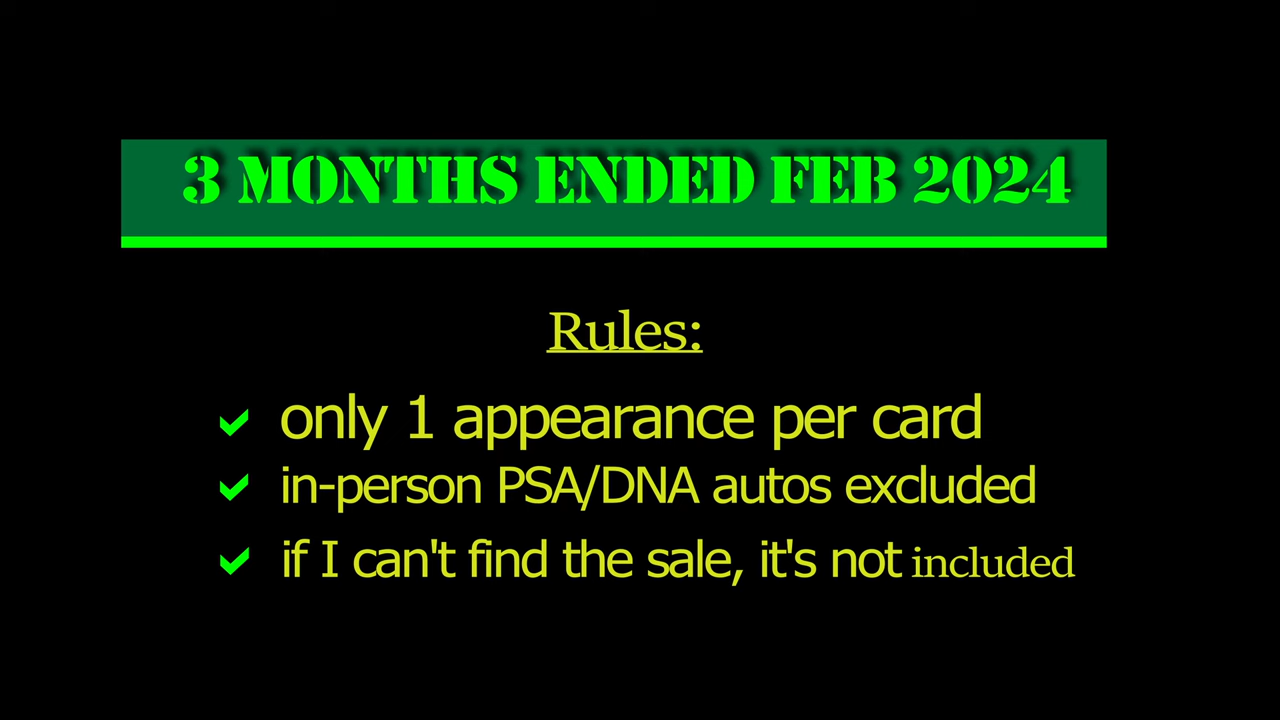 3 MONTHS ENDED FEB 2024
Rules:
only 1 appearance per card
in-person PSA/DNA autos excluded
if I can't find the sale, it's not included